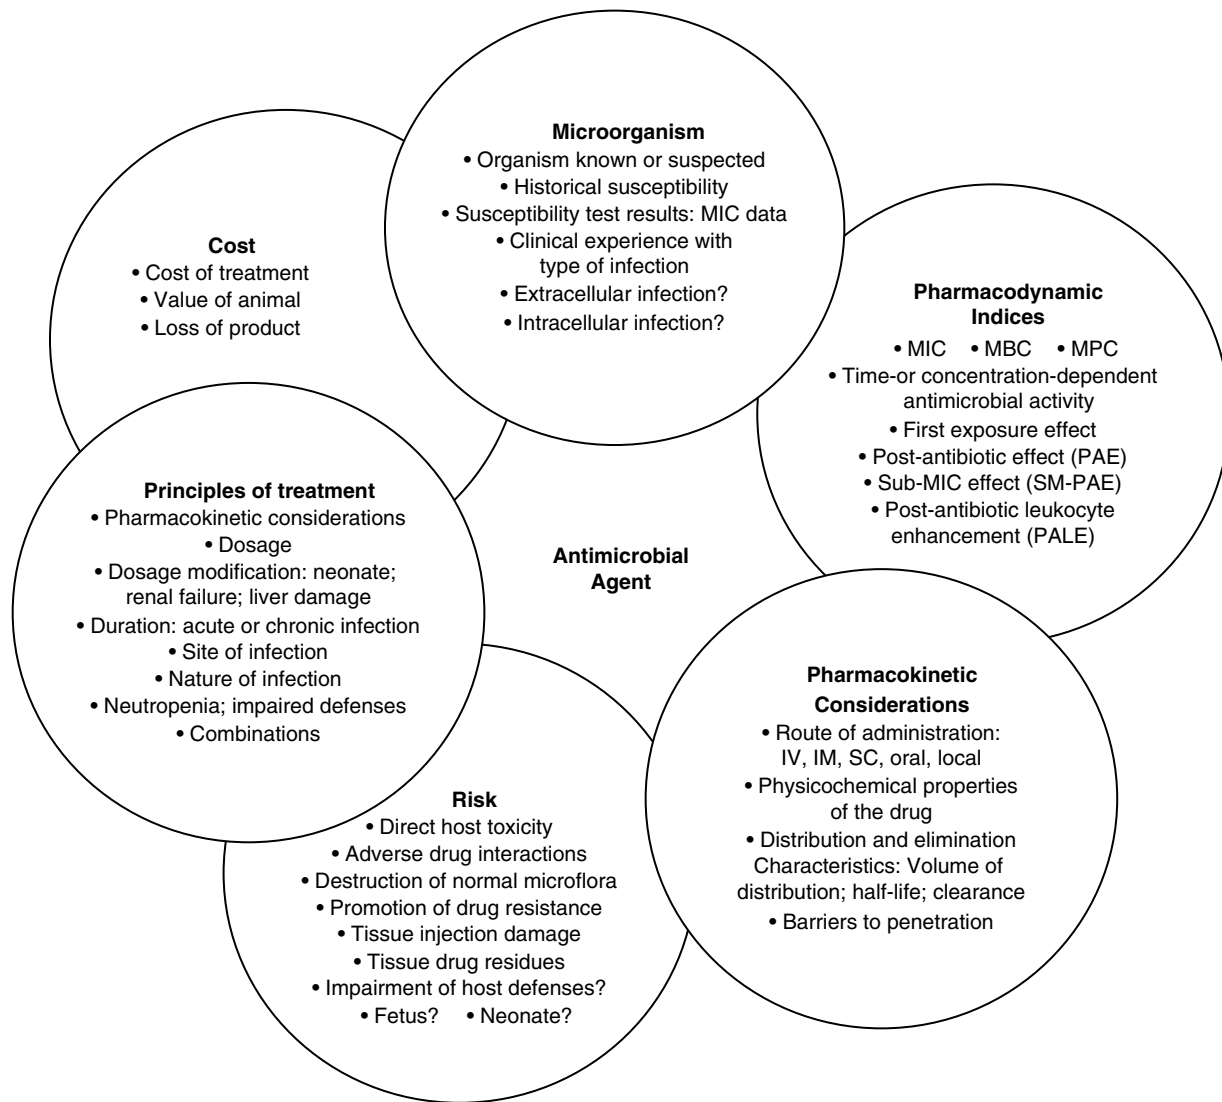 Microorganism
• Organism known or suspected
• Historical susceptibility
• Susceptibility test results: MIC data
• Clinical experience with
type of infection
• Extracellular infection?
• Intracellular infection?
Cost
• Cost of treatment
• Value of animal
• Loss of product
Pharmacodynamic
Indices
• MIC • MBC • MPC
• Time-or concentration-dependent
antimicrobial activity
• First exposure effect
• Post-antibiotic effect (PAE)
• Sub-MIC effect (SM-PAE)
• Post-antibiotic leukocyte
enhancement (PALE)
Principles of treatment
• Pharmacokinetic considerations
• Dosage
• Dosage modification: neonate;
renal failure; liver damage
• Duration: acute or chronic infection
• Site of infection
• Nature of infection
• Neutropenia; impaired defenses
• Combinations
Antimicrobial
Agent
Pharmacokinetic
Considerations
• Route of administration:
IV, IM, SC, oral, local
• Physicochemical properties
of the drug
• Distribution and elimination
Characteristics: Volume of
distribution; half-life; clearance
• Barriers to penetration
Risk
• Direct host toxicity
• Adverse drug interactions
• Destruction of normal microflora
• Promotion of drug resistance
• Tissue injection damage
• Tissue drug residues
• Impairment of host defenses?
• Fetus? • Neonate?